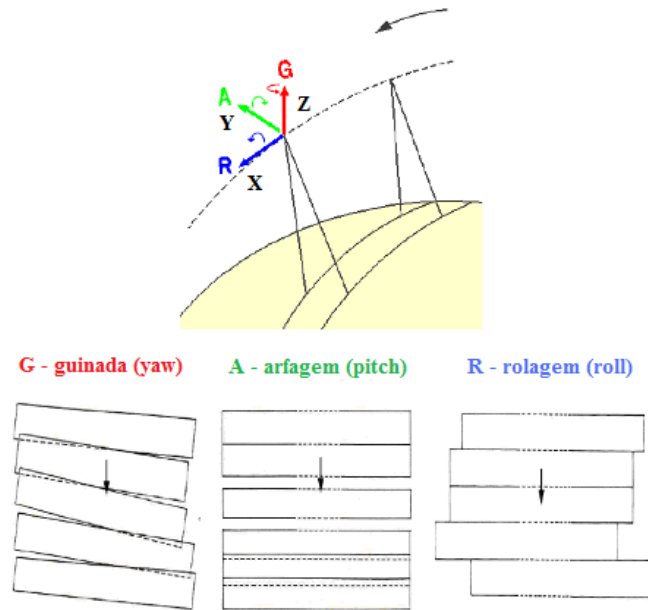 G
A
Z
Y
R
X
G - guinada (yaw)
A - arfagem (pitch)
R - rolagem (roll)